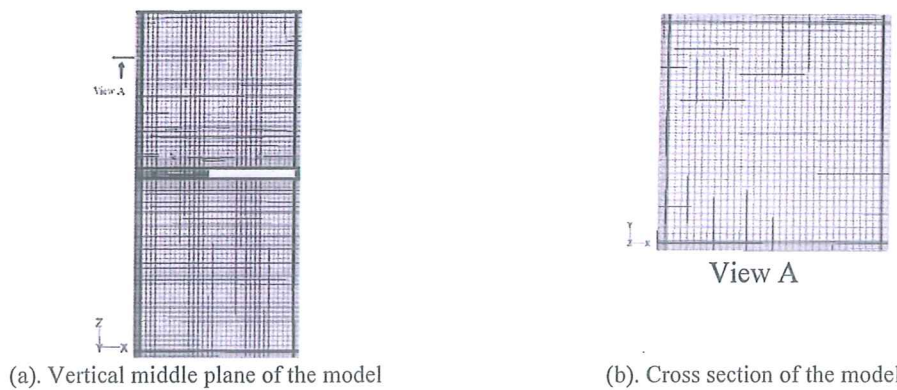 View A
Z
Y X
(a). Vertical middle plane of the model
Y
Z X
View A
(b). Cross section of the model